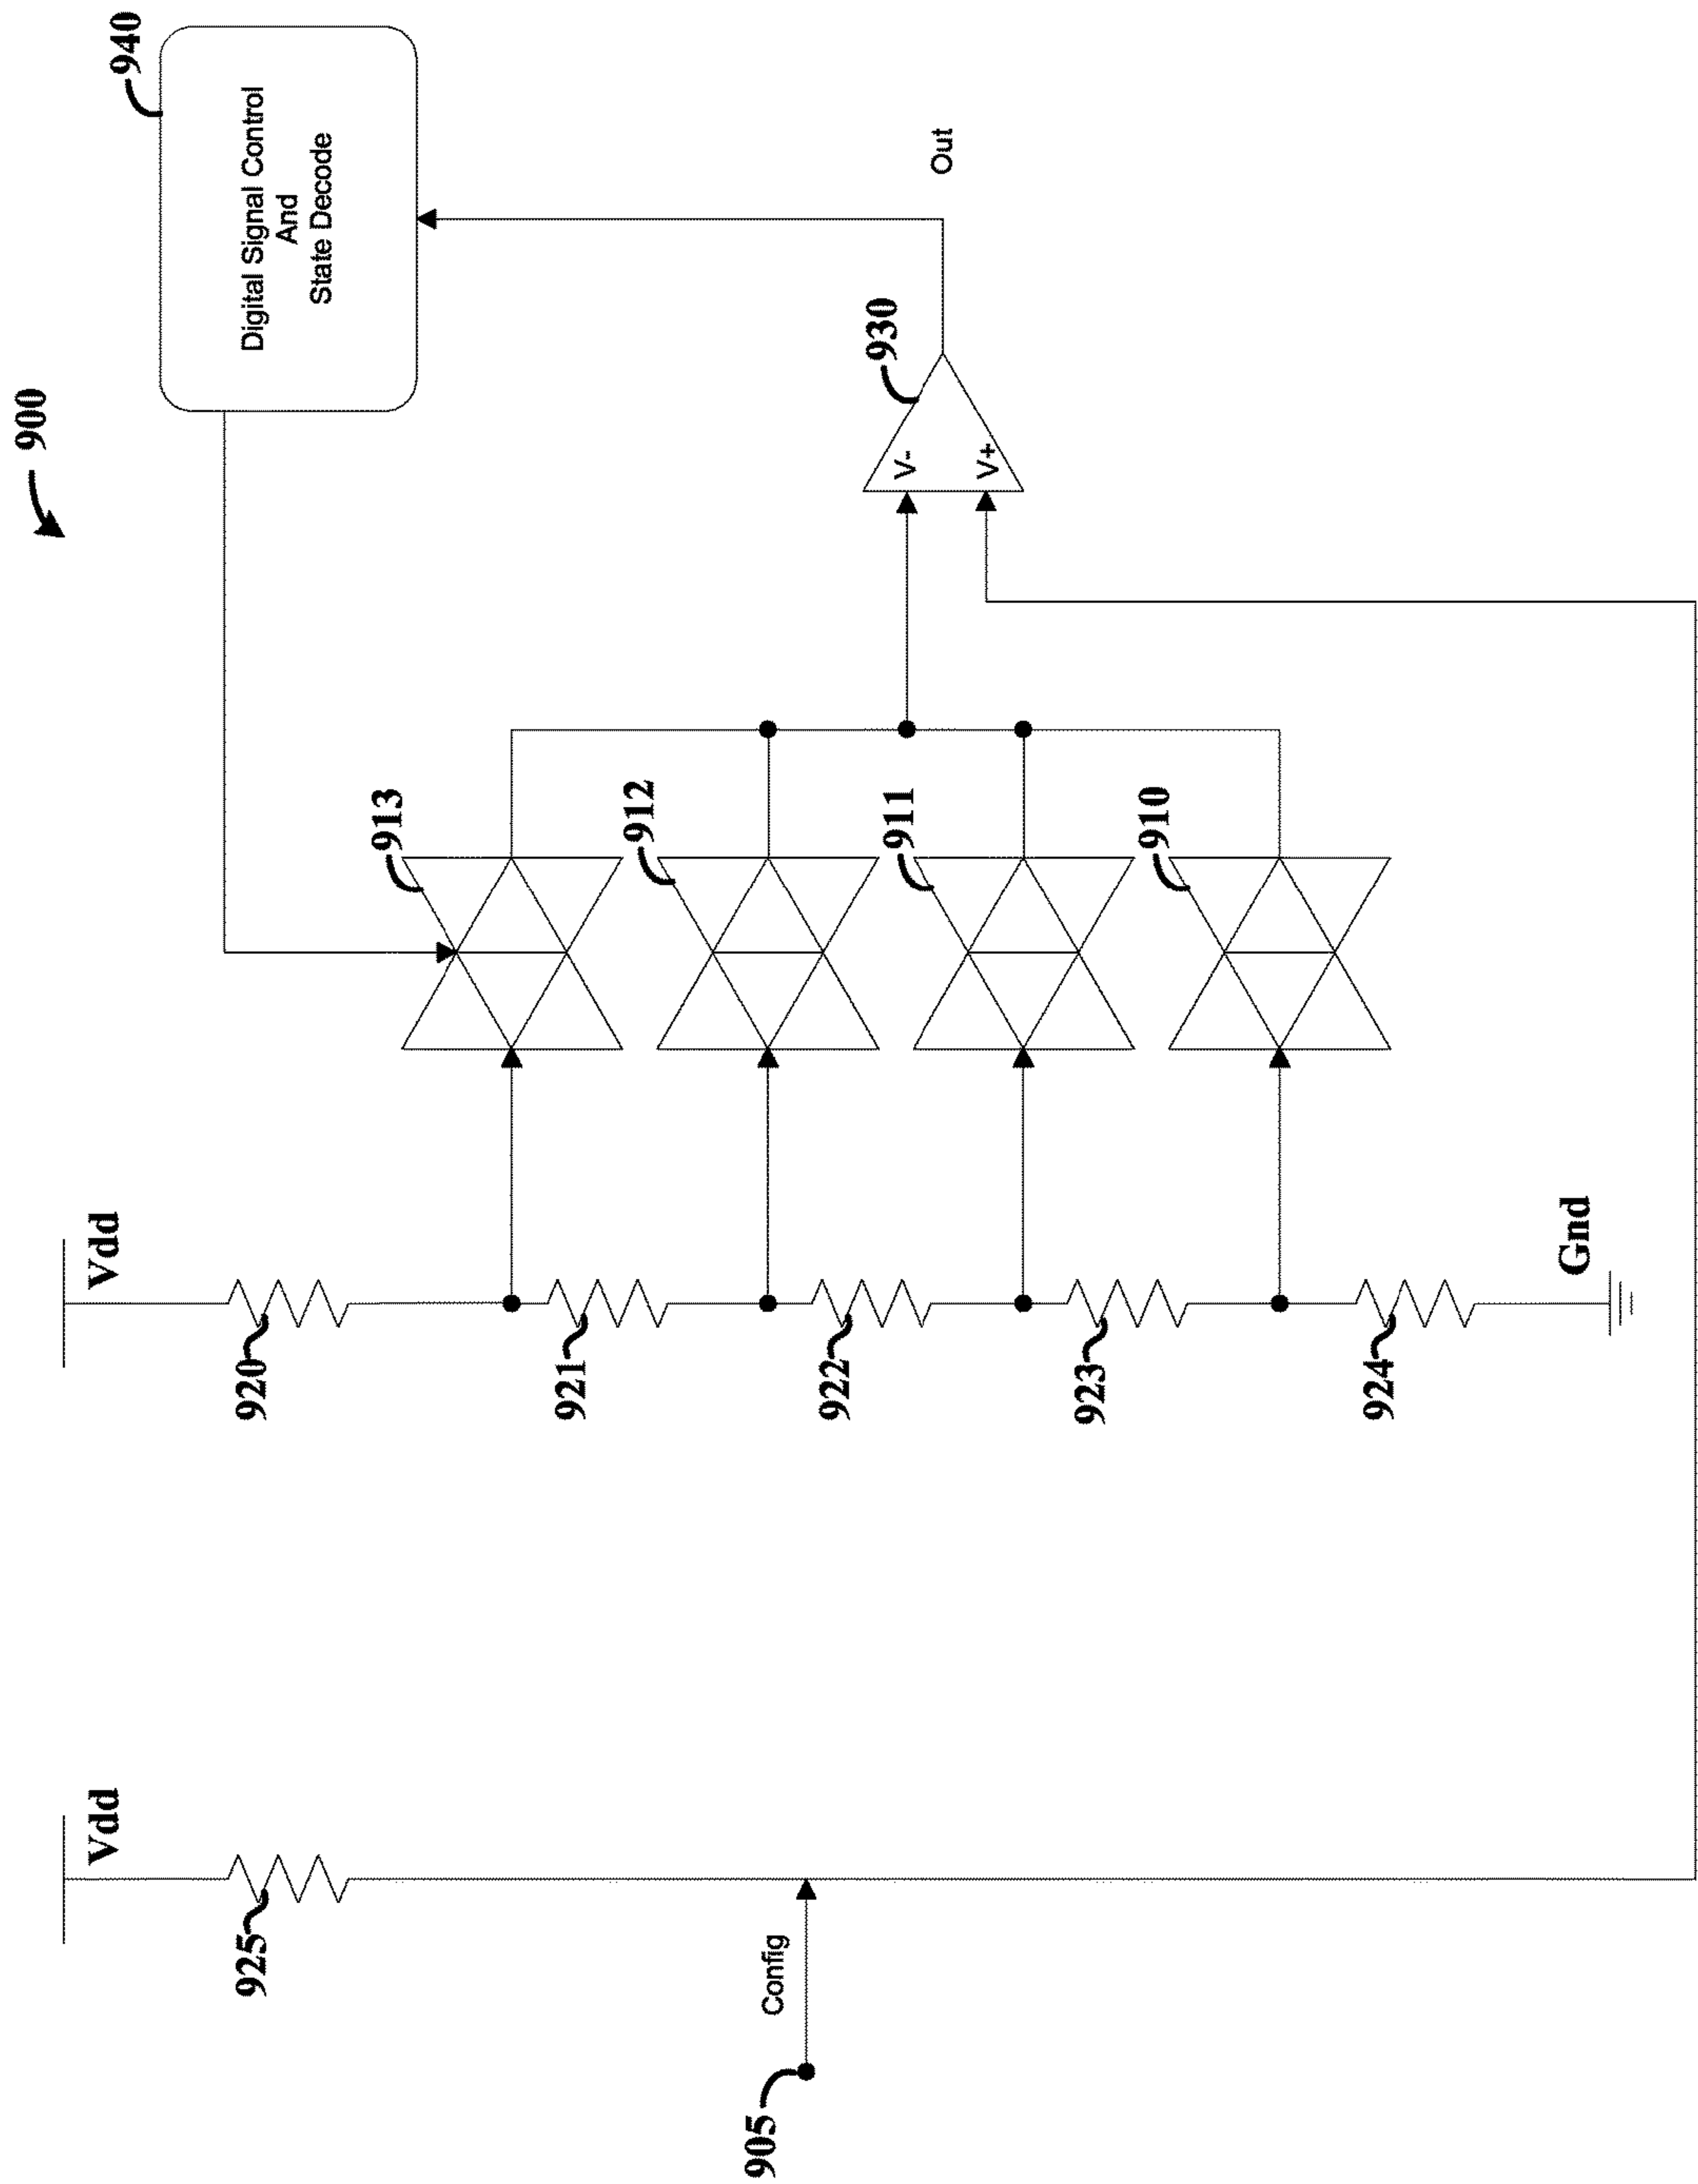 900
940
Digital Signal Control
And
State Decode
Vdd
Vdd
925
920
913
921
912
905
Config
922
911
930
V-
V+
Out
923
910
924
Gnd